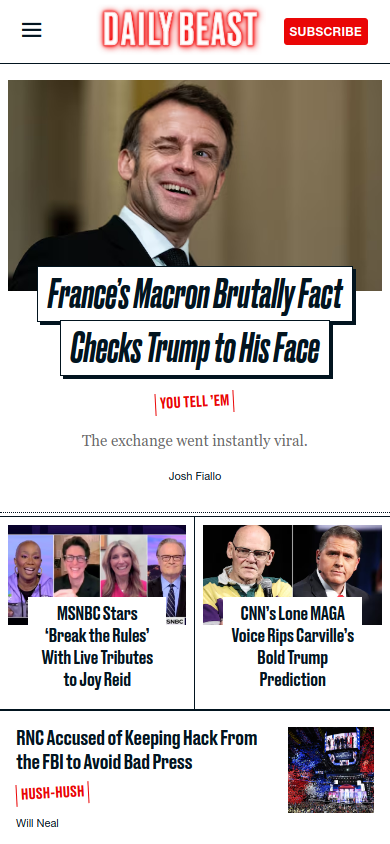 DAILY BEAST
SUBSCRIBE
France's Macron Brutally Fact
Checks Trump to His Face
YOU TELL 'EM
The exchange went instantly viral.
Josh Fiallo
SNBC
MSNBC Stars
‘Break the Rules’
With Live Tributes
to Joy Reid
CNN’s Lone MAGA
Voice Rips Carville’s
Bold Trump
Prediction
RNC Accused of Keeping Hack From
the FBI to Avoid Bad Press
HUSH-HUSH
Will Neal